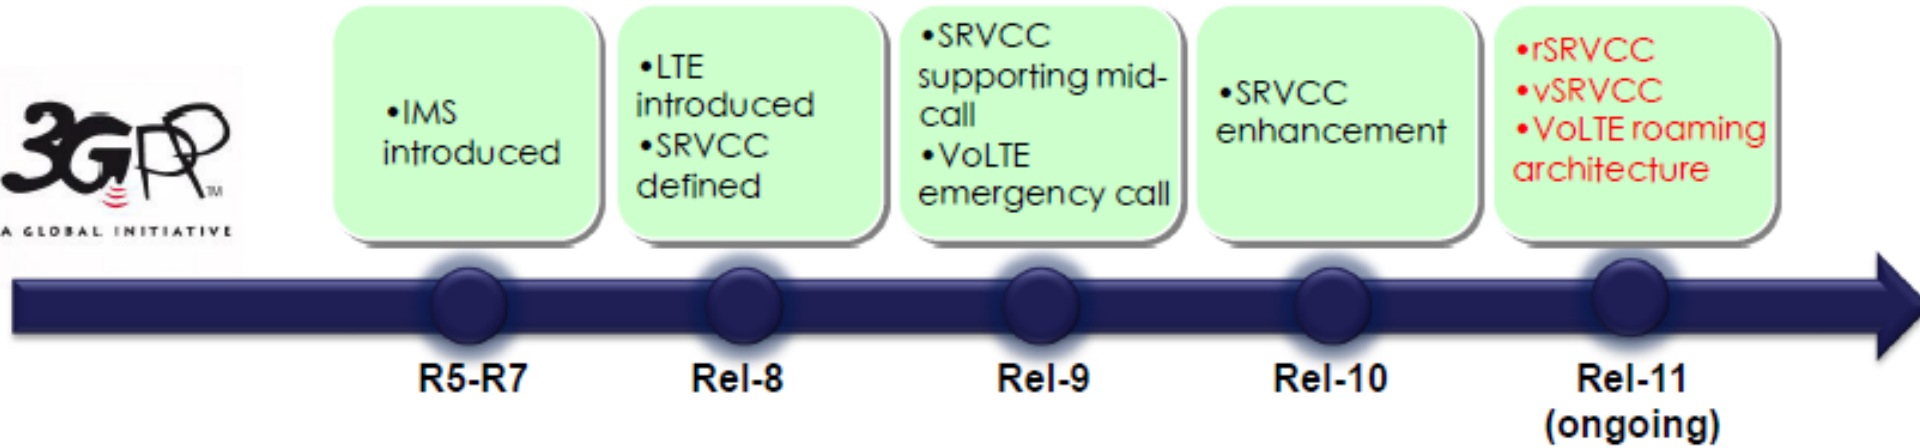 3GPP
TM
A GLOBAL INITIATIVE
•IMS
introduced
•LTE
introduced
•SRVCC
defined
•SRVCC
supporting mid-
call
•VoLTE
emergency call
•SRVCC
enhancement
•rSRVCC
•vSRVCC
•VoLTE roaming
architecture
R5-R7
Rel-8
Rel-9
Rel-10
Rel-11
(ongoing)